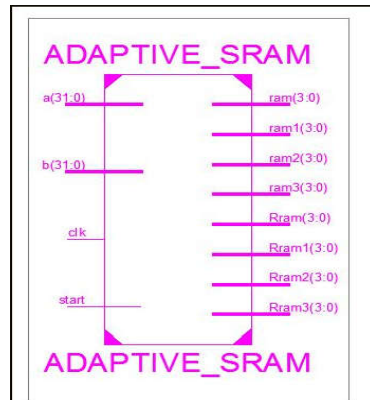 ADAPTIVE_SRAM
a(31:0)
ram(3:0)
ram1(3:0)
b(31:0)
ram2(3:0)
ram3(3:0)
Rram(3:0)
clk
Rram1(3:0)
Rram2(3:0)
start
Rram3(3:0)
ADAPTIVE_SRAM